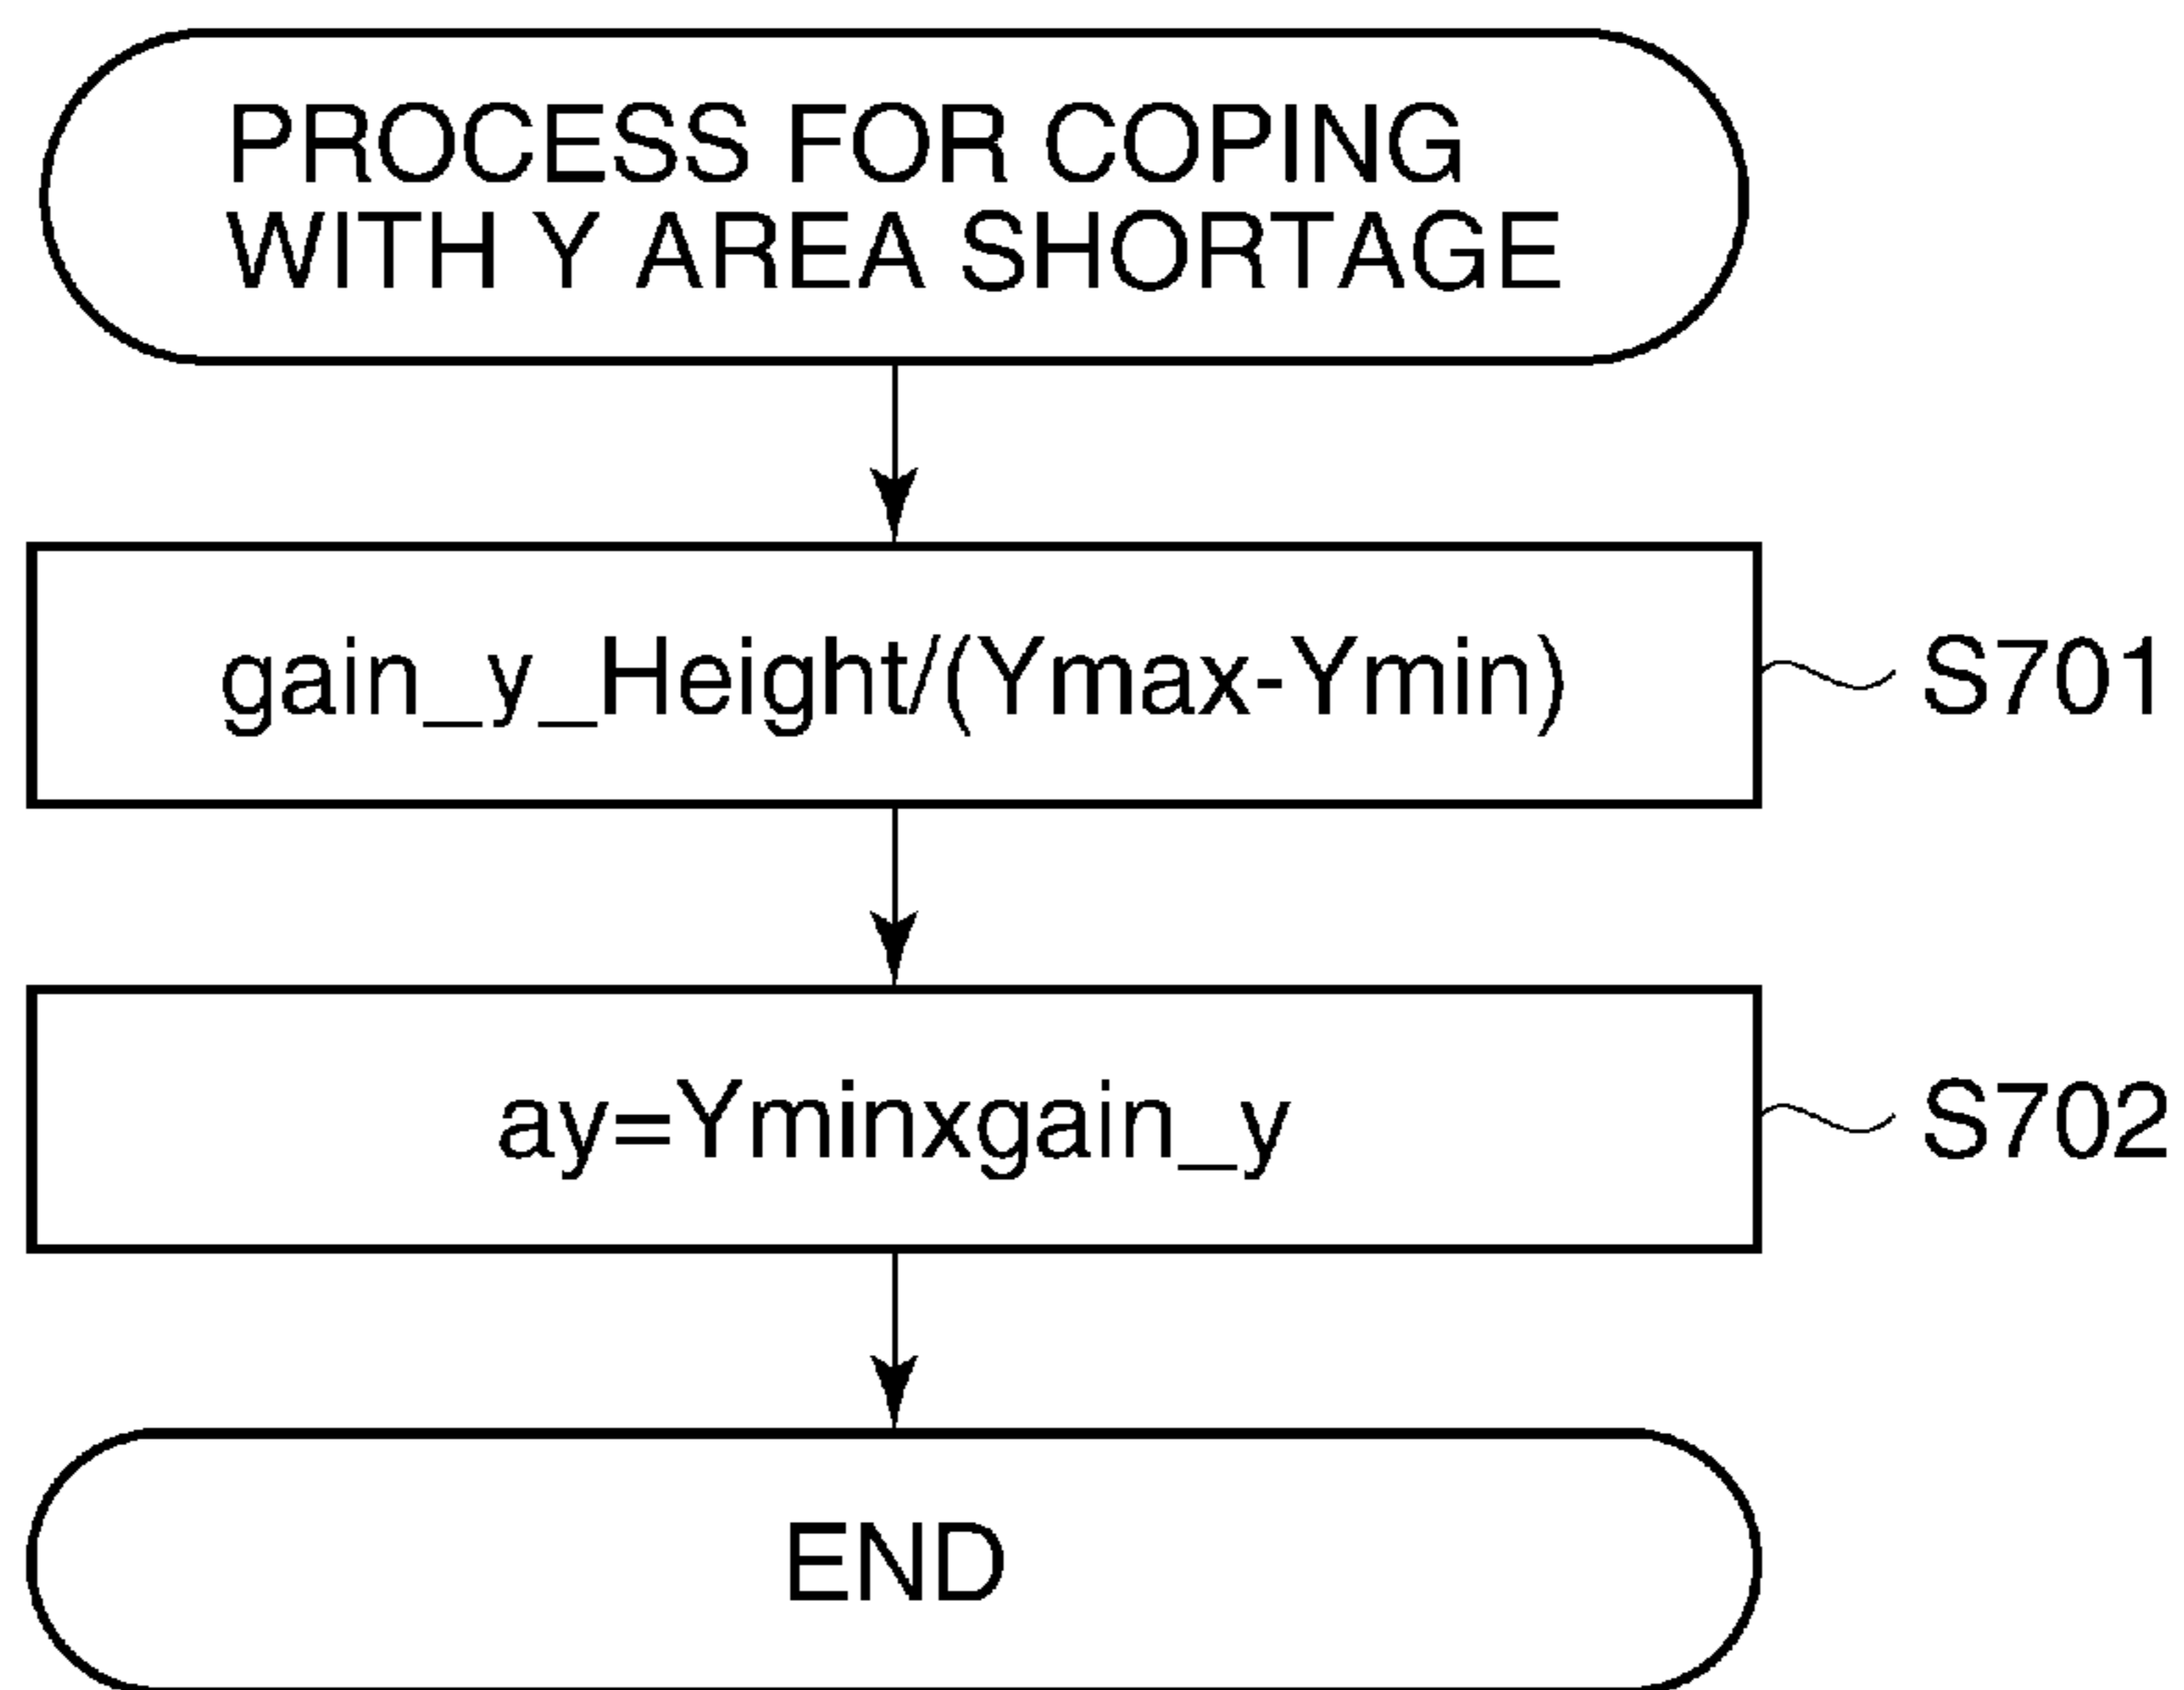 PROCESS FOR COPING
WITH Y AREA SHORTAGE
gain_y_Height/(Ymax-Ymin)
S701
ay=Yminxgain_y
S702
END